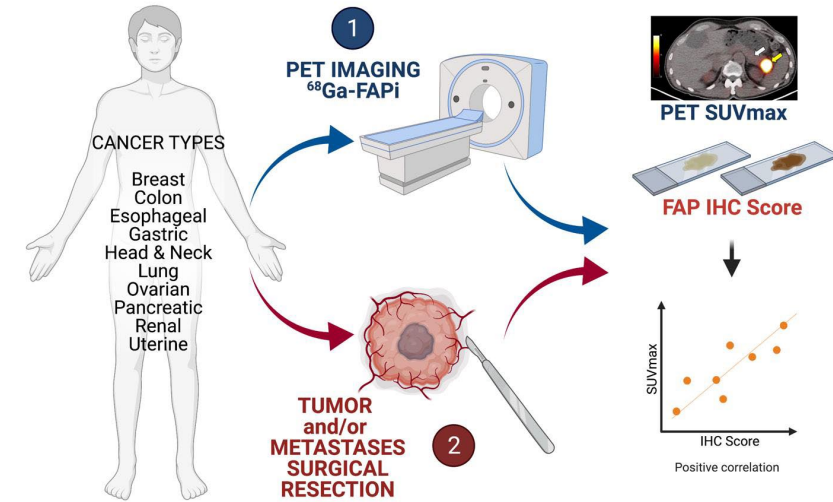 CANCER TYPES
Breast
Colon
Esophageal
Gastric
Head & Neck
Lung
Ovarian
Pancreatic
Renal
Uterine
1
PET IMAGING
⁶⁸Ga-FAPi
TUMOR
and/or
METASTASES
SURGICAL
RESECTION
2
PET SUVmax
FAP IHC Score
SUVmax
IHC Score
Positive correlation